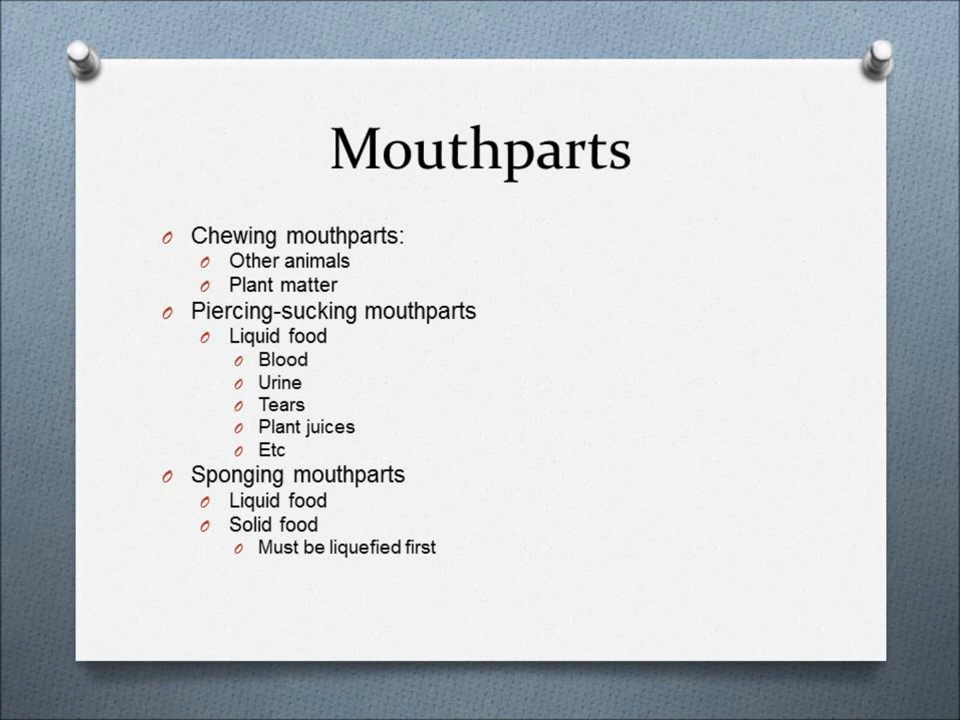 Mouthparts
Chewing mouthparts:
Other animals
Plant matter
Piercing-sucking mouthparts
Liquid food
Blood
Urine
Tears
Plant juices
Etc
Sponging mouthparts
Liquid food
Solid food
Must be liquefied first